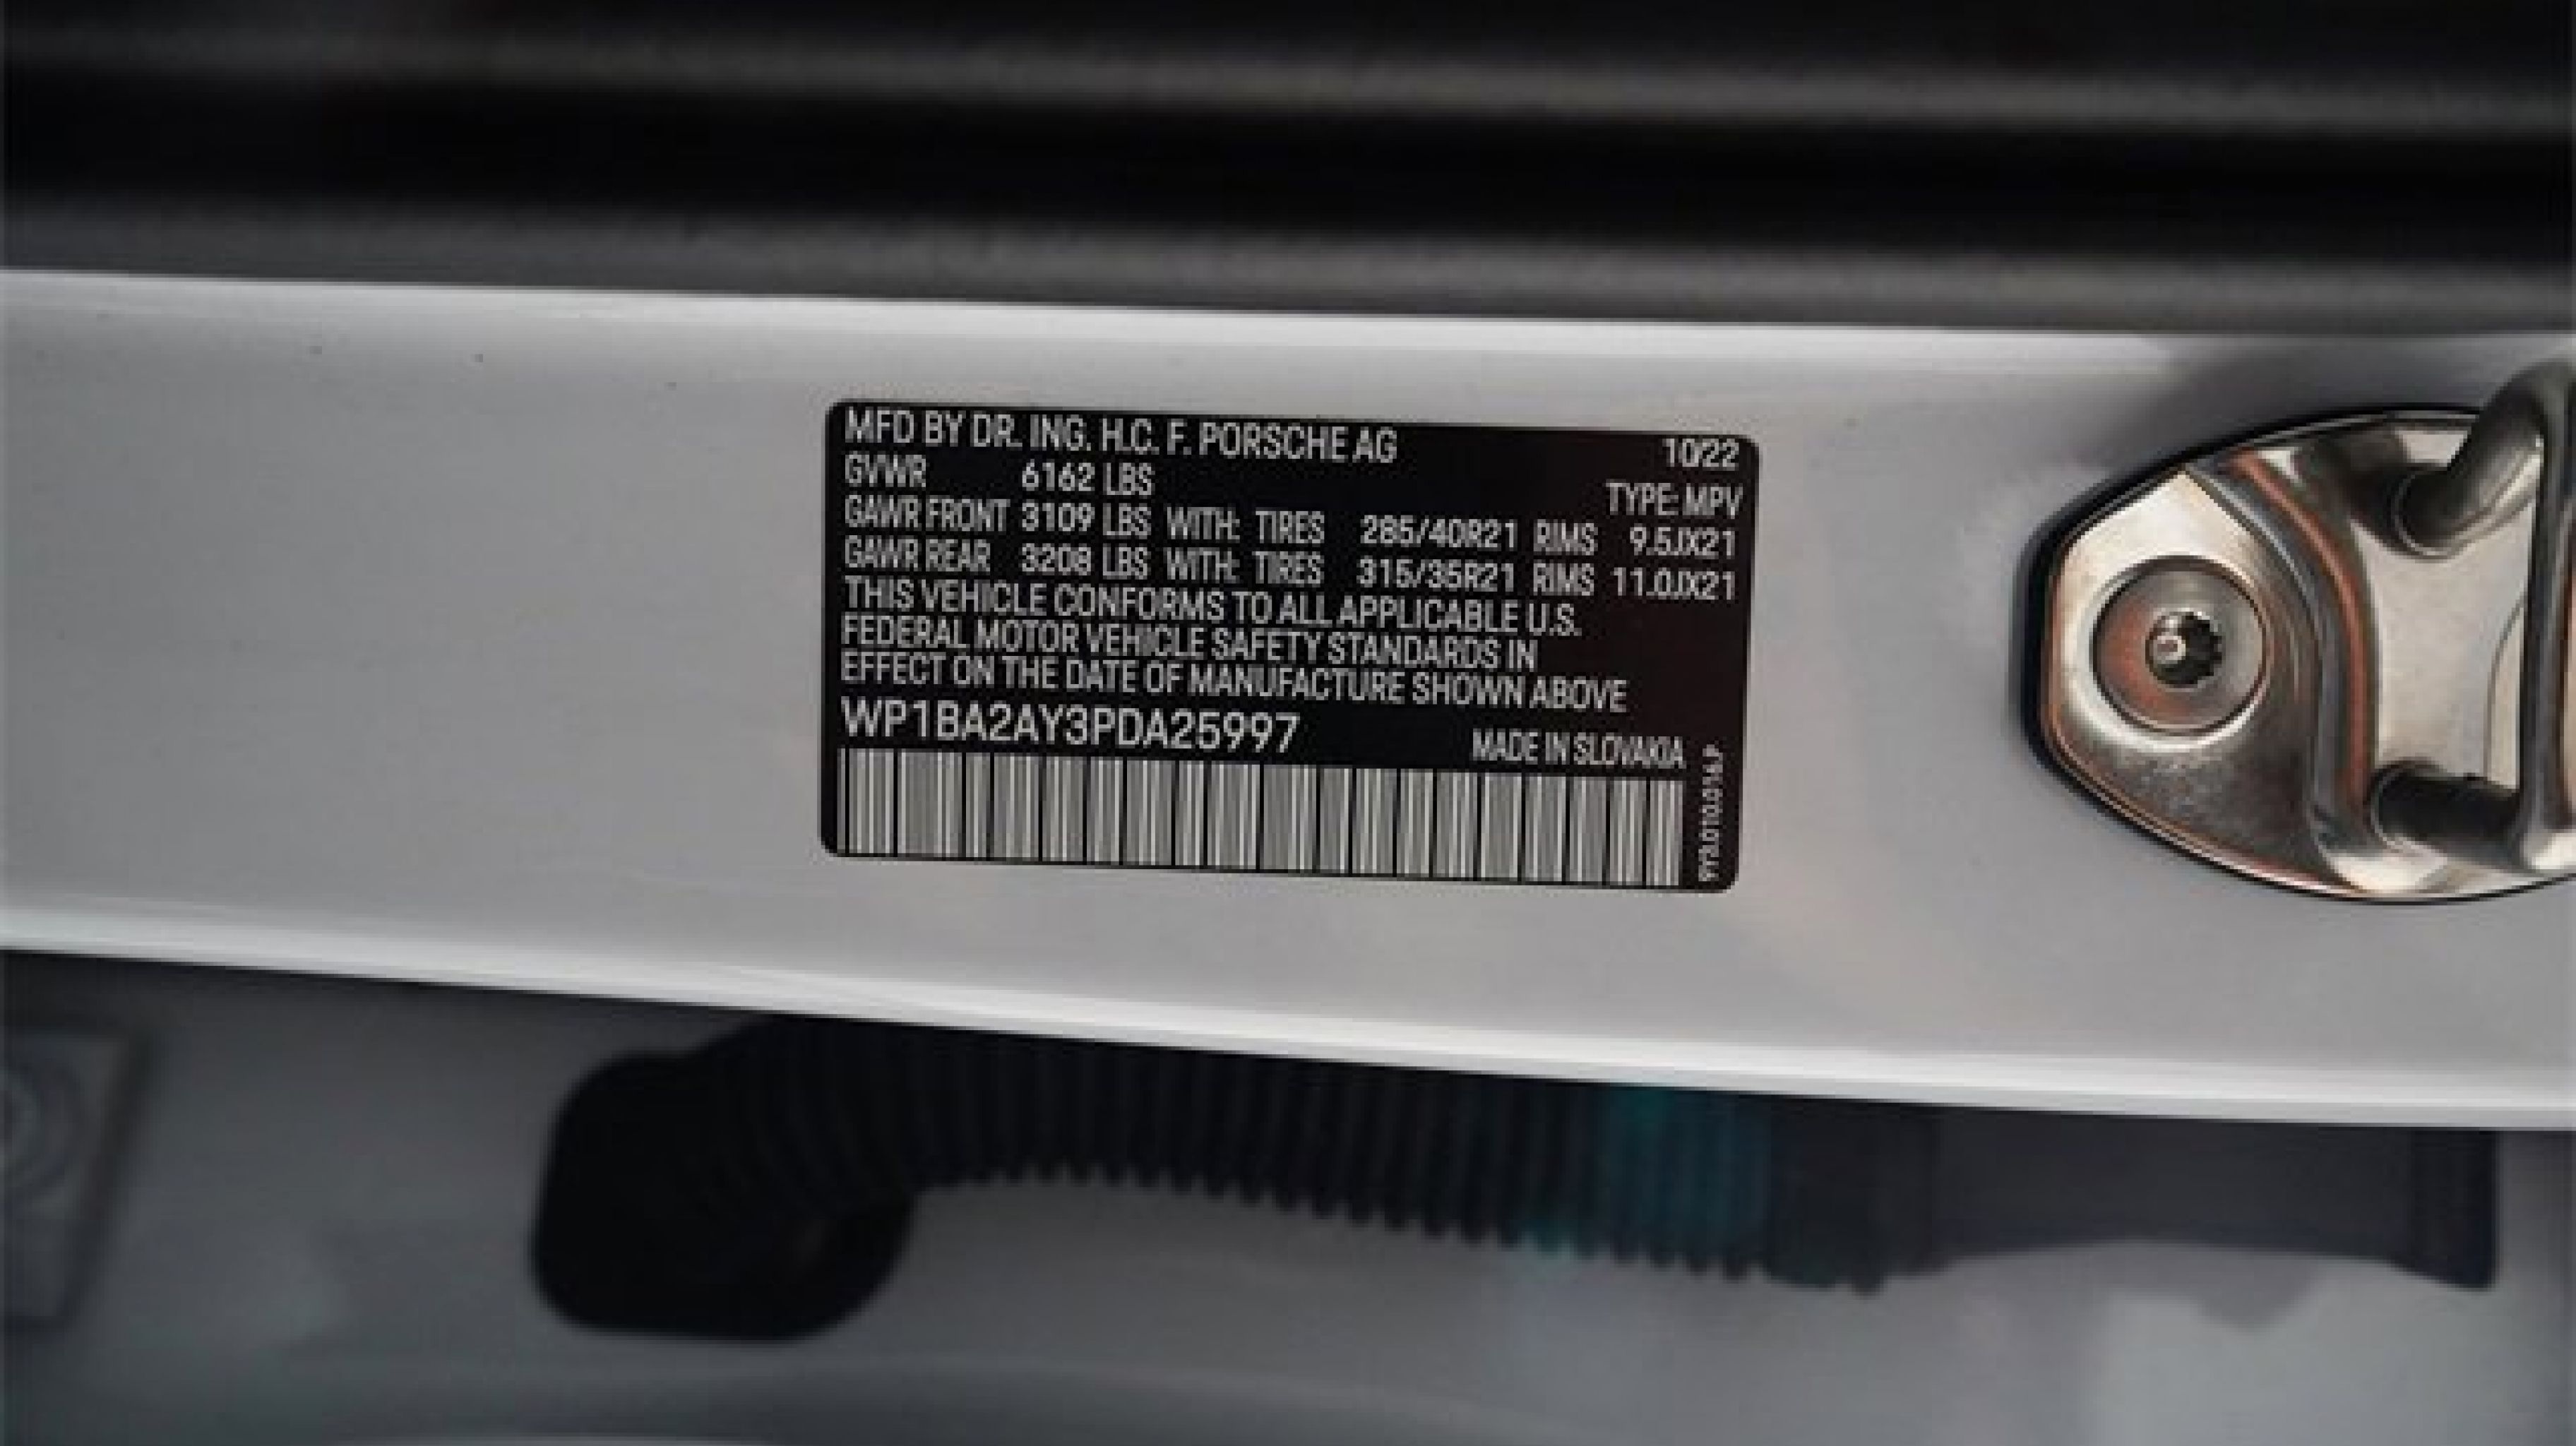 MFD BY DR. ING. H.C. F. PORSCHE AG 10/22
GVWR 6162 LBS TYPE: MPV
GAWR FRONT 3109 LBS WITH: TIRES 285/40R21 RIMS 9.5JX21
GAWR REAR 3208 LBS WITH: TIRES 315/35R21 RIMS 11.0JX21
THIS VEHICLE CONFORMS TO ALL APPLICABLE U.S.
FEDERAL MOTOR VEHICLE SAFETY STANDARDS IN
EFFECT ON THE DATE OF MANUFACTURE SHOWN ABOVE
WP1BA2AY3PDA25997
MADE IN SLOVAKIA